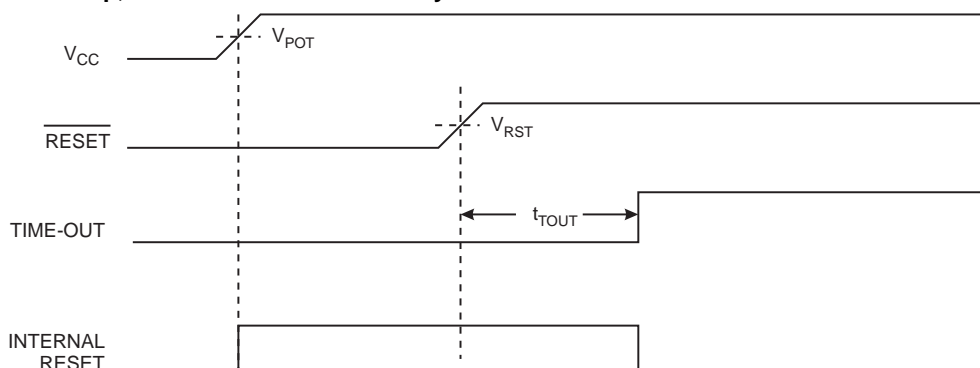 V_CC
V_POT
RESET
V_RST
TIME-OUT
t_TOUT
INTERNAL
RESET